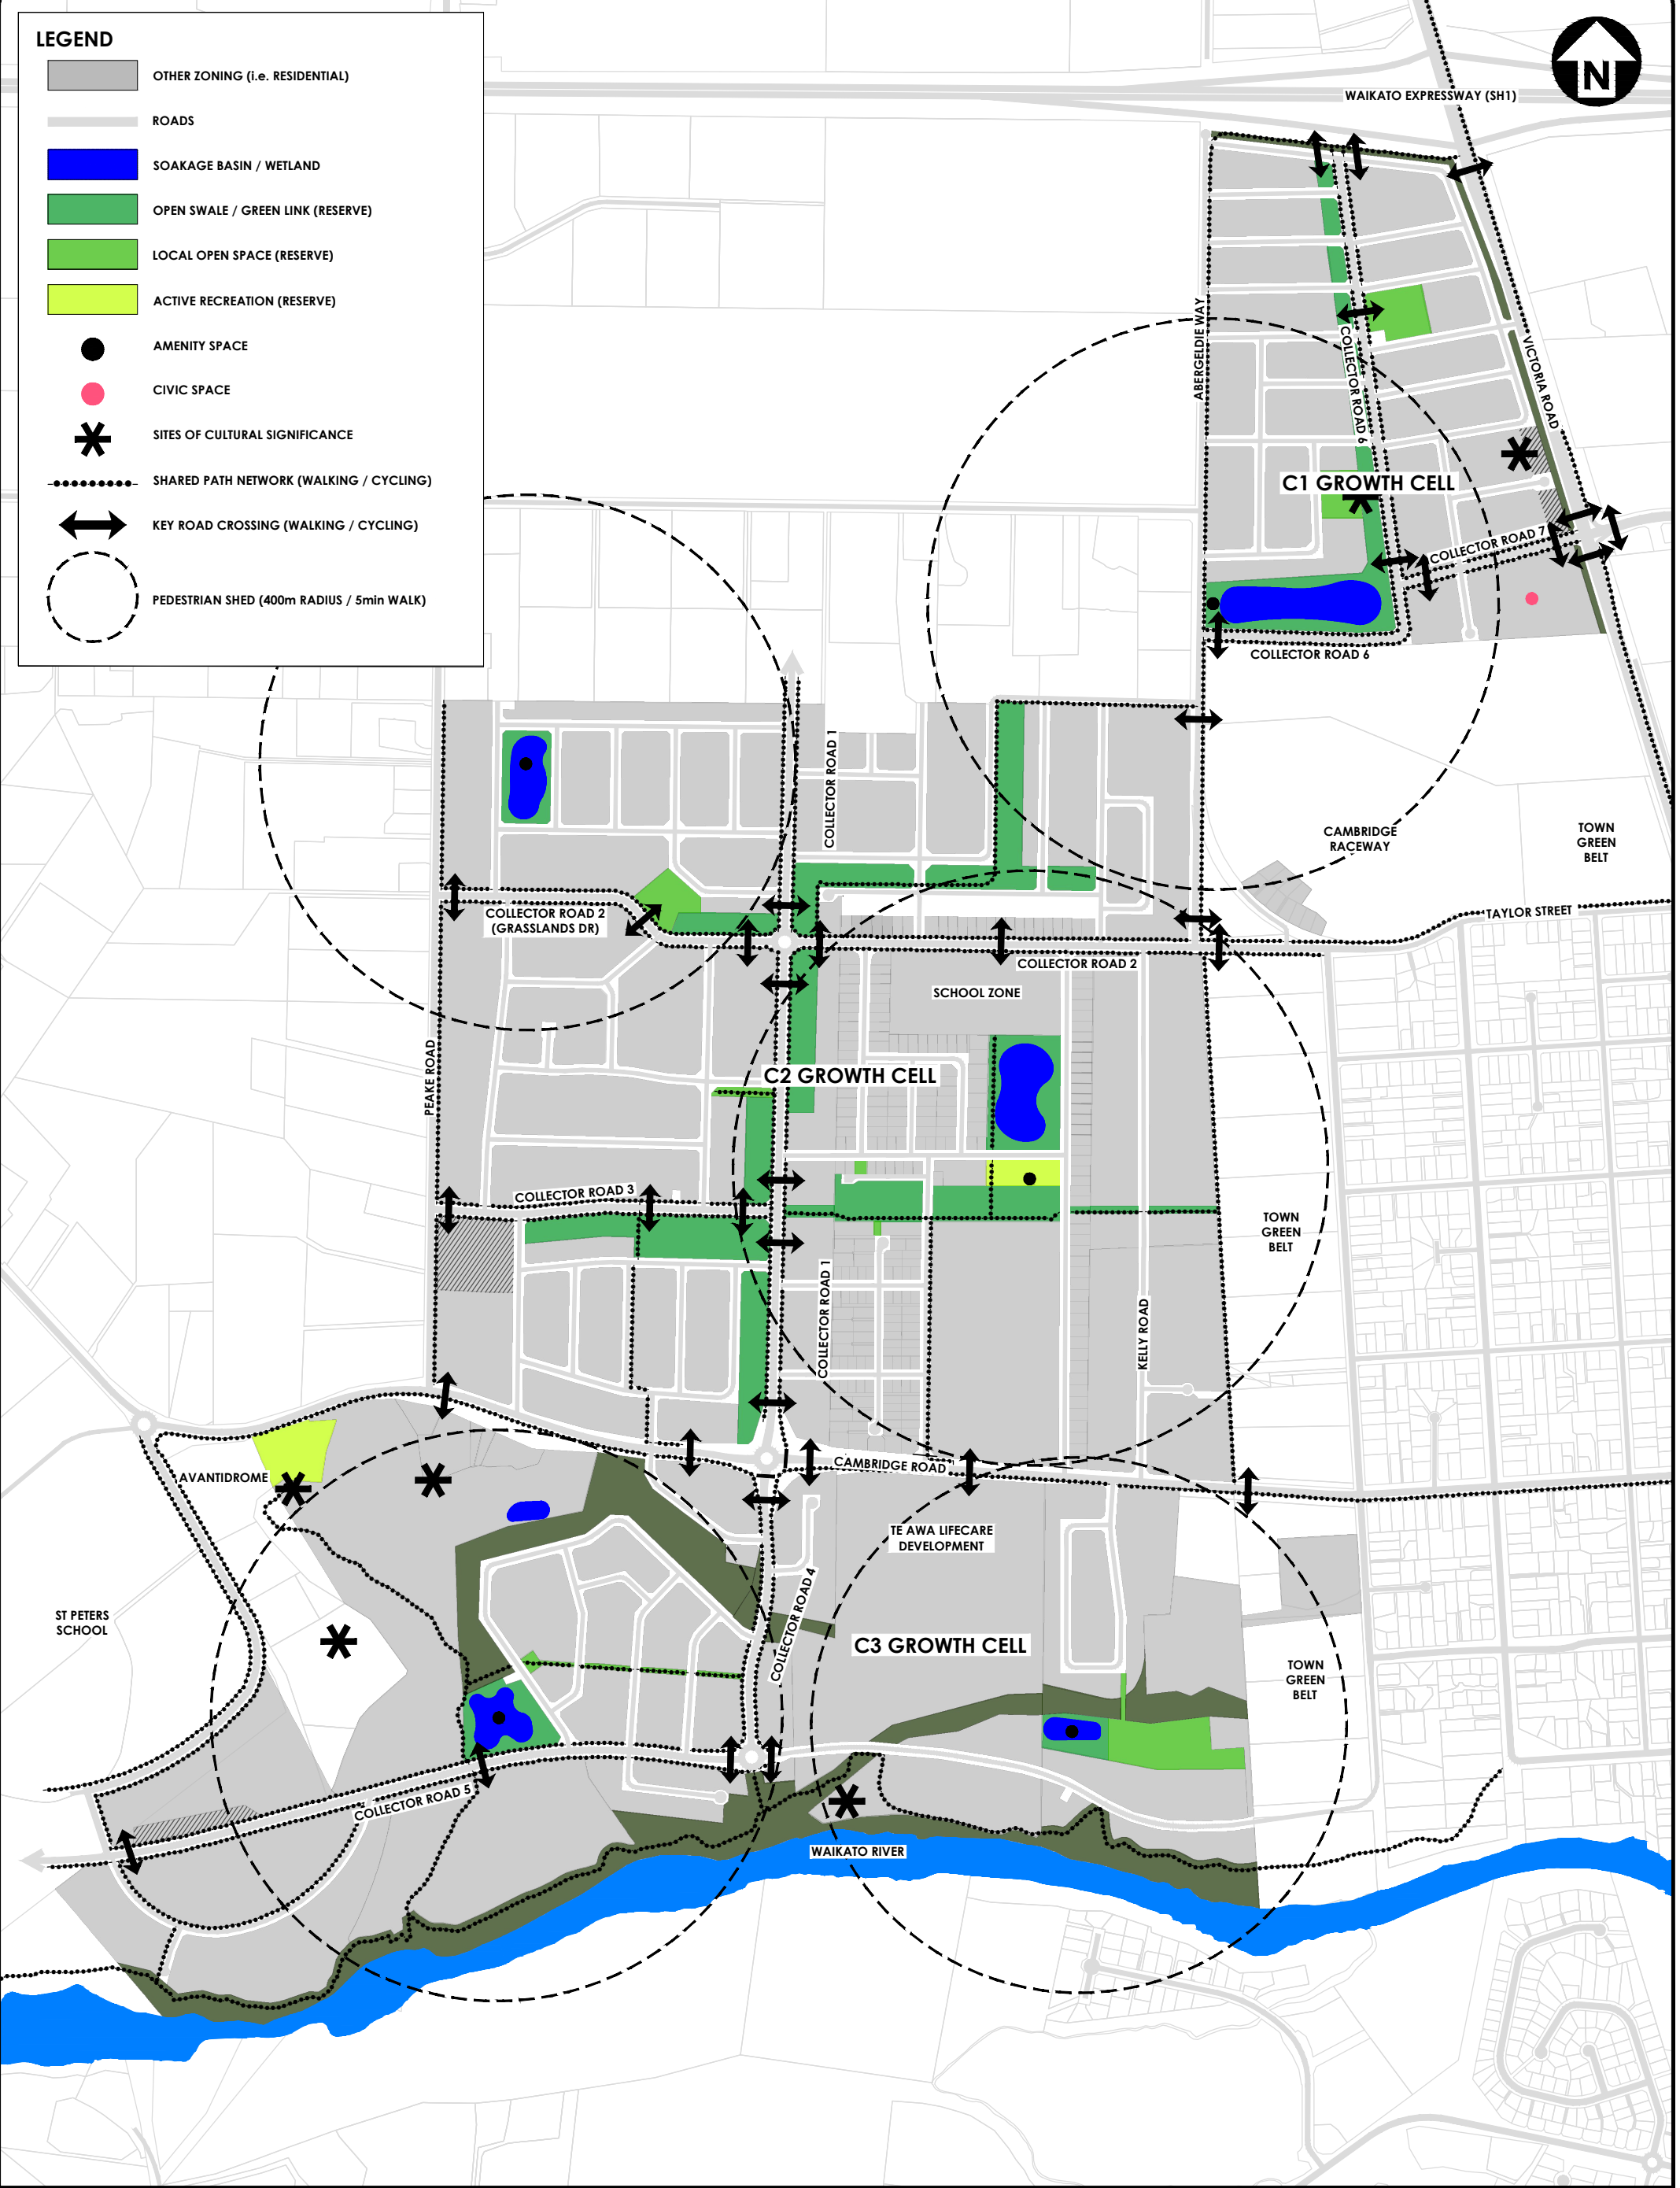 LEGEND
OTHER ZONING (i.e. RESIDENTIAL)
ROADS
SOAKAGE BASIN / WETLAND
OPEN SWALE / GREEN LINK (RESERVE)
LOCAL OPEN SPACE (RESERVE)
ACTIVE RECREATION (RESERVE)
AMENITY SPACE
CIVIC SPACE
SITES OF CULTURAL SIGNIFICANCE
SHARED PATH NETWORK (WALKING / CYCLING)
KEY ROAD CROSSING (WALKING / CYCLING)
PEDESTRIAN SHED (400m RADIUS / 5min WALK)
N
WAIKATO EXPRESSWAY (SH1)
ABERGELDIE WAY
COLLECTOR ROAD 6
VICTORIA ROAD
C1 GROWTH CELL
COLLECTOR ROAD 7
COLLECTOR ROAD 6
COLLECTOR ROAD 1
CAMBRIDGE
RACEWAY
TOWN
GREEN
BELT
COLLECTOR ROAD 2
(GRASSLANDS DR)
TAYLOR STREET
COLLECTOR ROAD 2
SCHOOL ZONE
PEAKE ROAD
C2 GROWTH CELL
COLLECTOR ROAD 3
TOWN
GREEN
BELT
COLLECTOR ROAD 1
KELLY ROAD
CAMBRIDGE ROAD
AVANTIDROME
TE AWA LIFECARE
DEVELOPMENT
ST PETERS
SCHOOL
COLLECTOR ROAD 4
C3 GROWTH CELL
TOWN
GREEN
BELT
COLLECTOR ROAD 5
WAIKATO RIVER